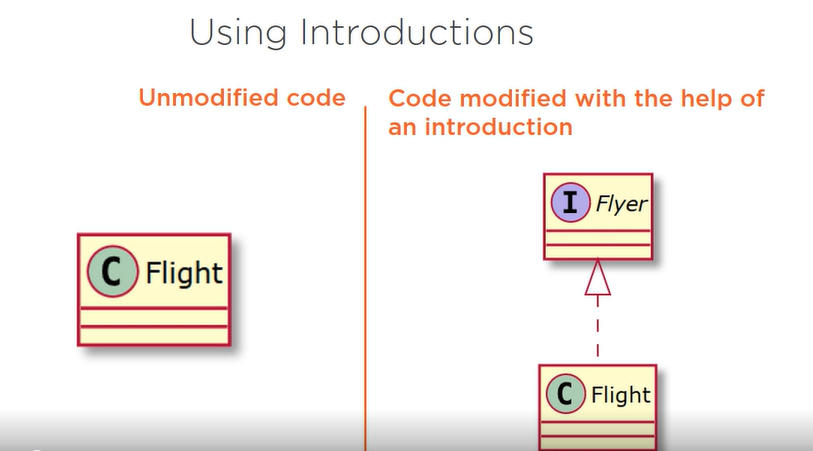 Using Introductions
Unmodified code
Code modified with the help of
an introduction
I Flyer
C Flight
C Flight